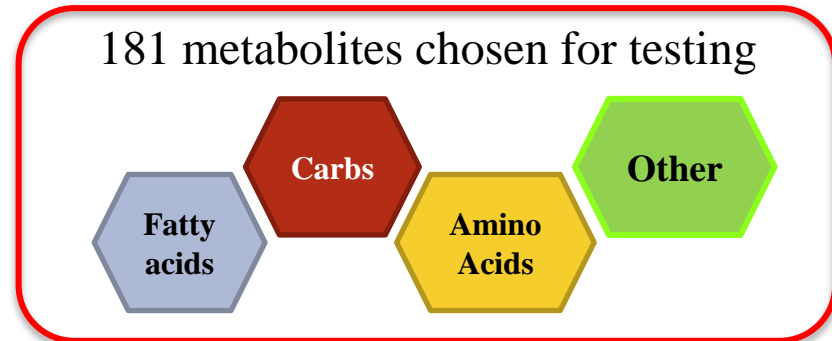 181 metabolites chosen for testing
Fatty
acids
Carbs
Amino
Acids
Other